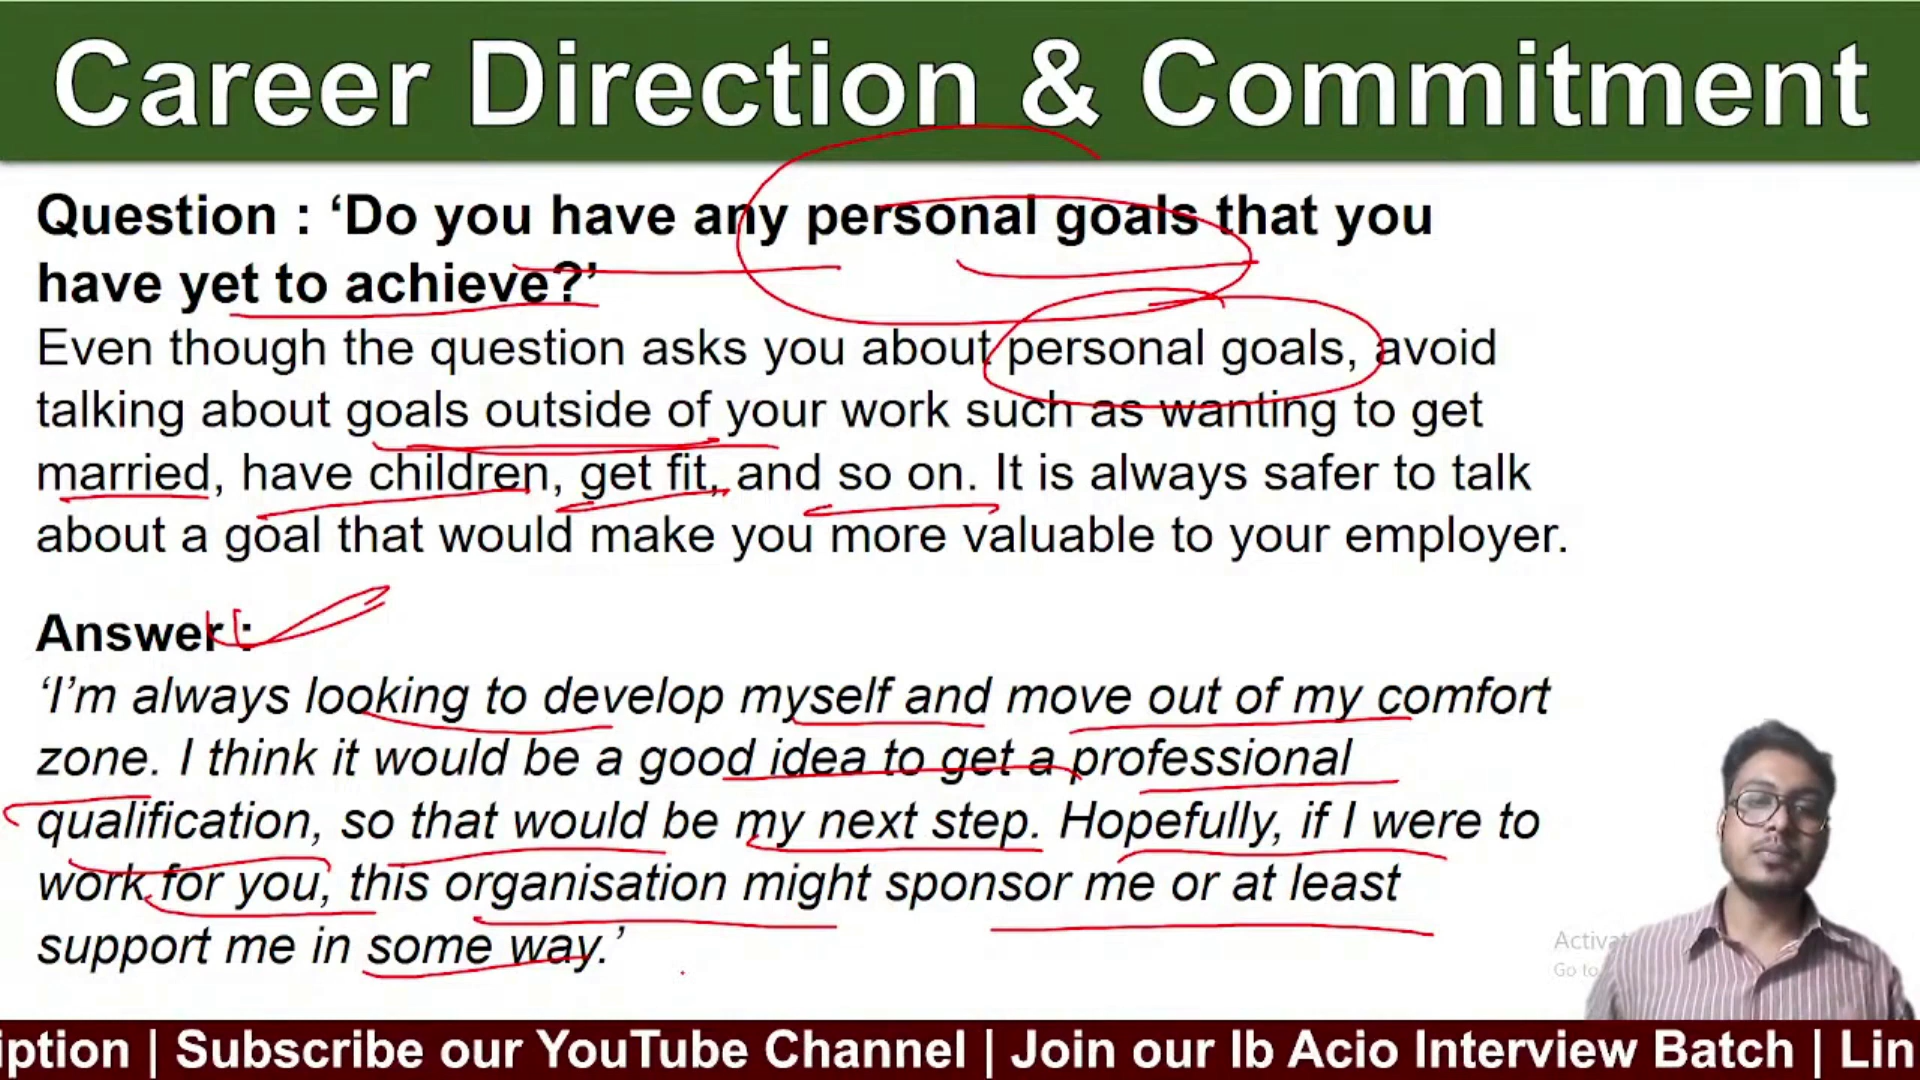 Career Direction & Commitment
Question : ‘Do you have any personal goals that you
have yet to achieve?’
Even though the question asks you about personal goals, avoid
talking about goals outside of your work such as wanting to get
married, have children, get fit, and so on. It is always safer to talk
about a goal that would make you more valuable to your employer.
Answer :
‘I’m always looking to develop myself and move out of my comfort
zone. I think it would be a good idea to get a professional
qualification, so that would be my next step. Hopefully, if I were to
work for you, this organisation might sponsor me or at least
support me in some way.’
Activat
Go to
iption | Subscribe our YouTube Channel | Join our Ib Acio Interview Batch | Lin